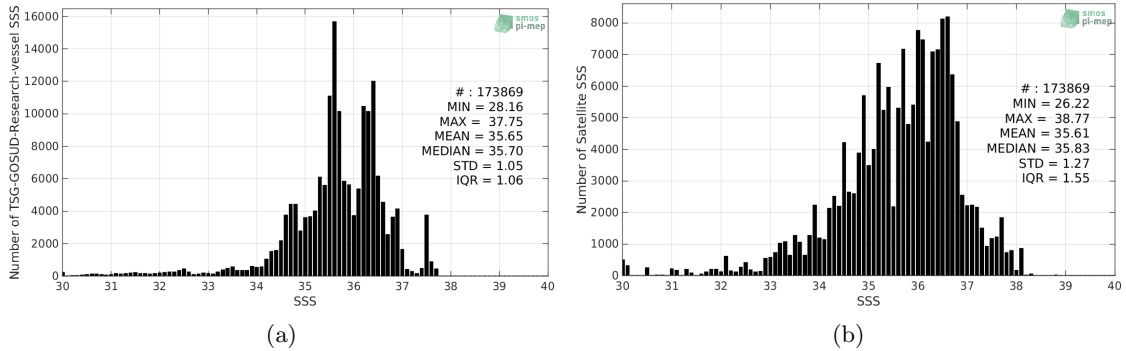 Number of TSG-GOSUD-Research-vessel SSS
16000
14000
12000
10000
8000
6000
4000
2000
0
smos
pi-mep
# : 173869
MIN = 28.16
MAX = 37.75
MEAN = 35.65
MEDIAN = 35.70
STD = 1.05
IQR = 1.06
30 31 32 33 34 35 36 37 38 39 40
SSS
(a)
Number of Satellite SSS
8000
7000
6000
5000
4000
3000
2000
1000
0
smos
pi-mep
# : 173869
MIN = 26.22
MAX = 38.77
MEAN = 35.61
MEDIAN = 35.83
STD = 1.27
IQR = 1.55
30 31 32 33 34 35 36 37 38 39 40
SSS
(b)